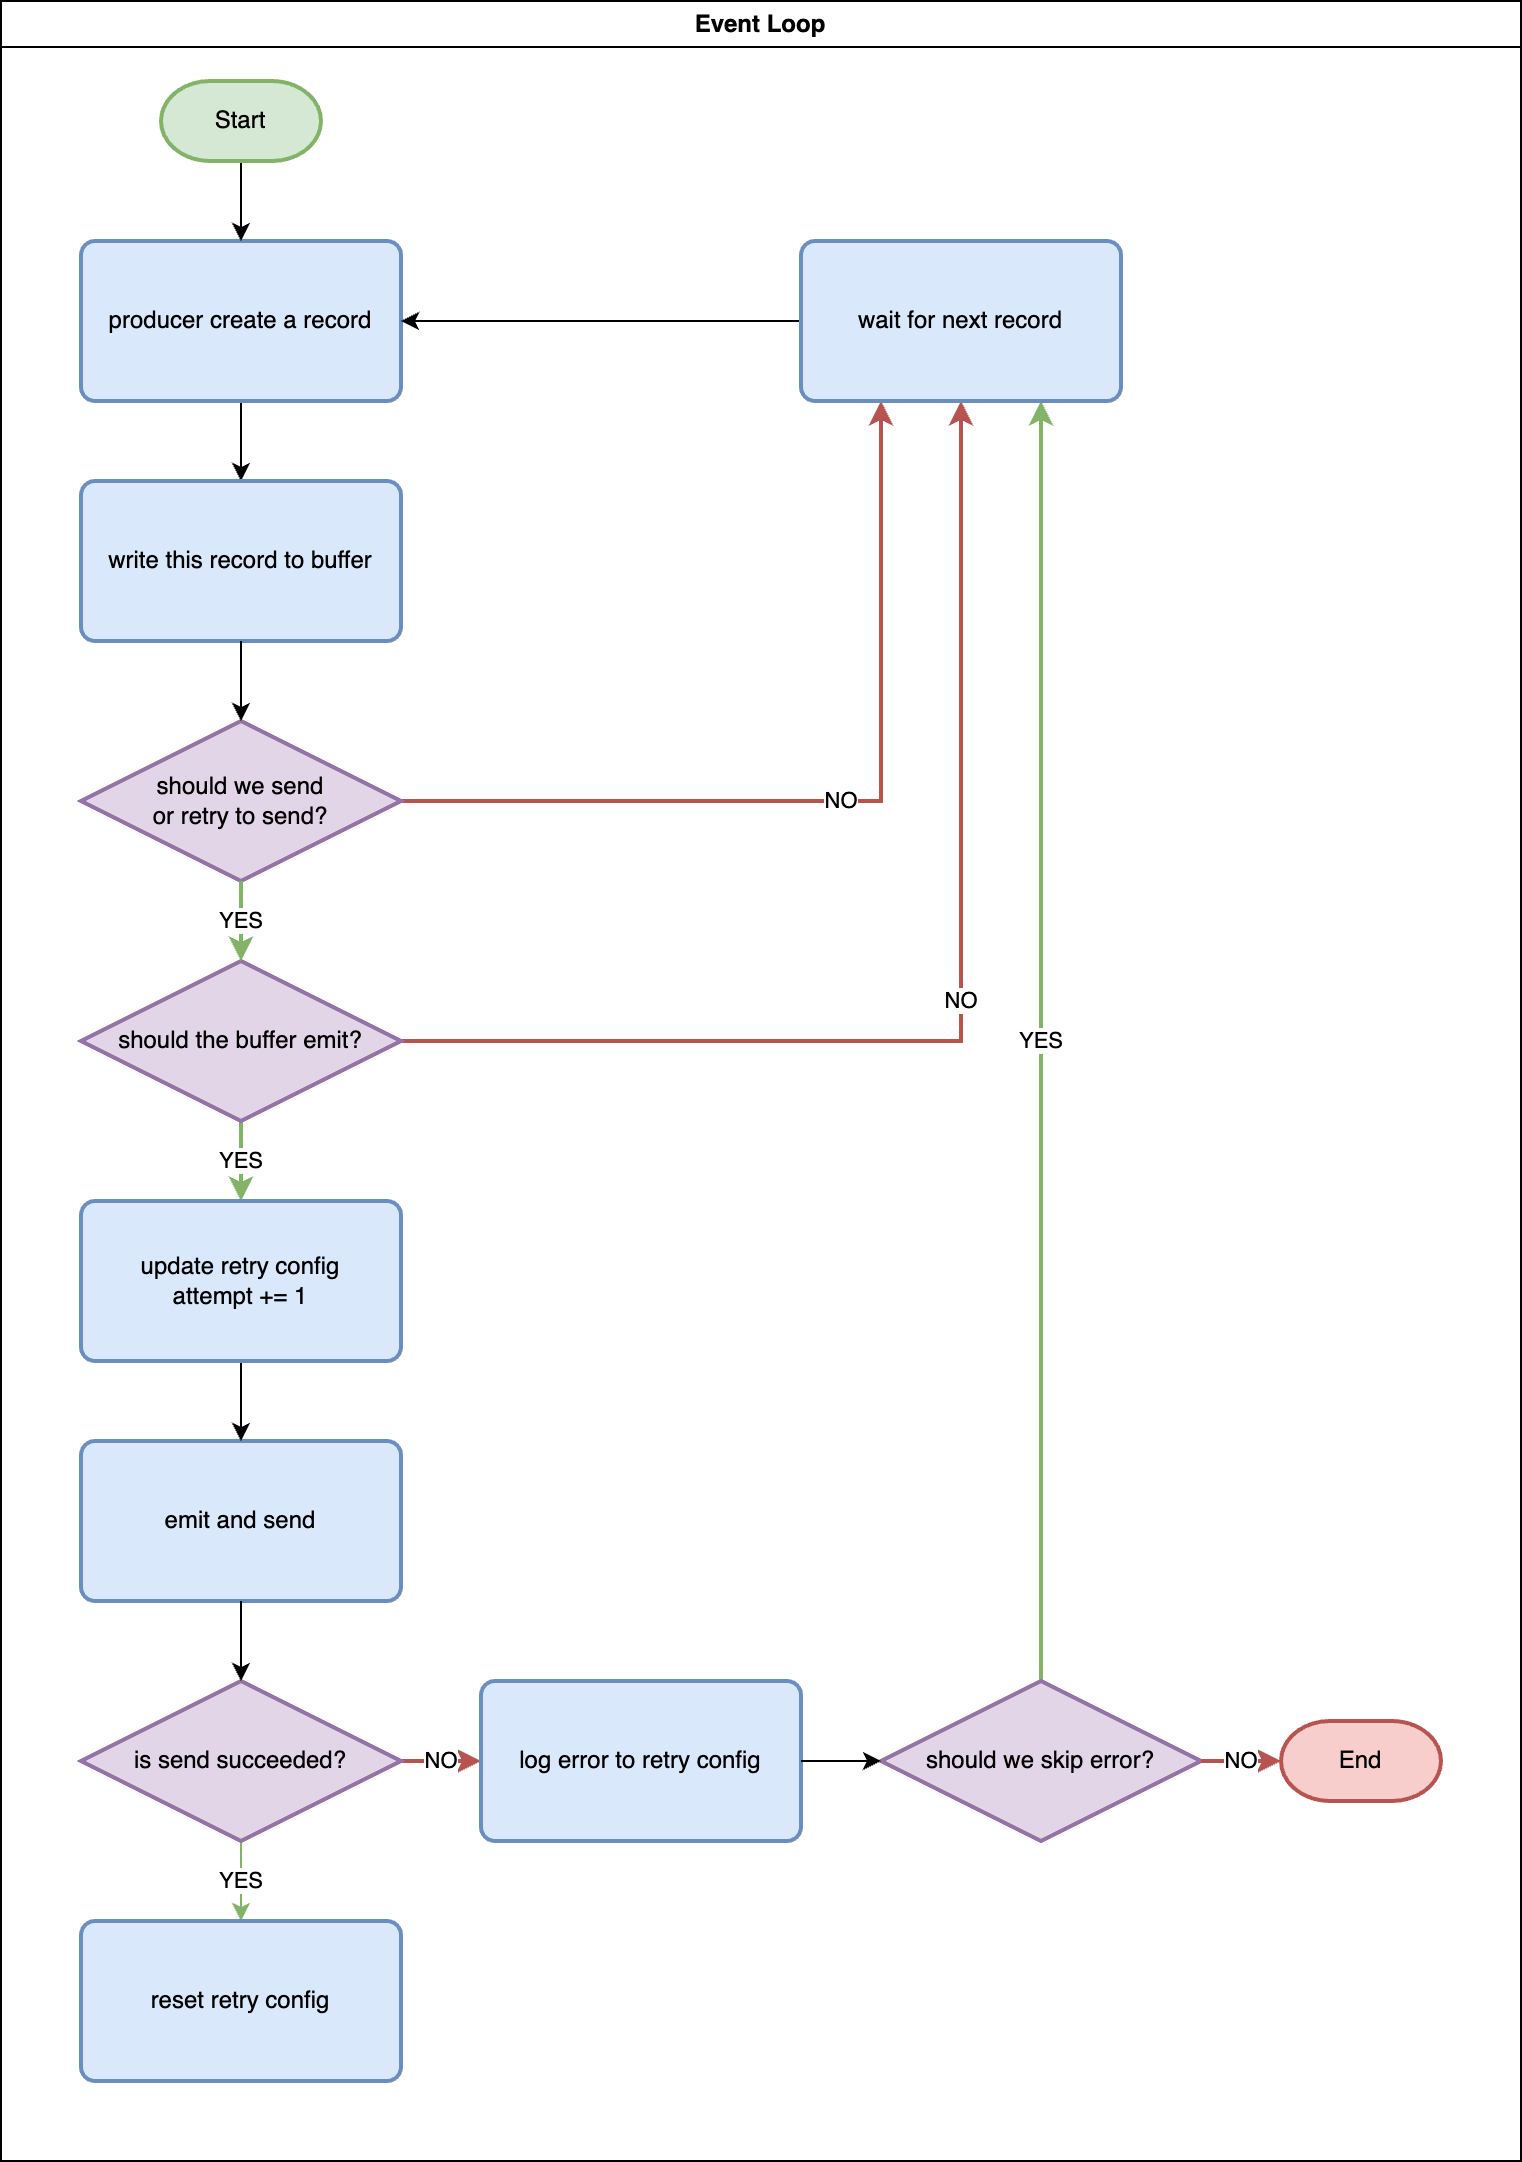 Event Loop
Start
producer create a record
wait for next record
write this record to buffer
should we send
or retry to send?
NO
YES
should the buffer emit?
NO
YES
YES
update retry config
attempt += 1
emit and send
is send succeeded?
NO
log error to retry config
should we skip error?
NO
End
YES
reset retry config